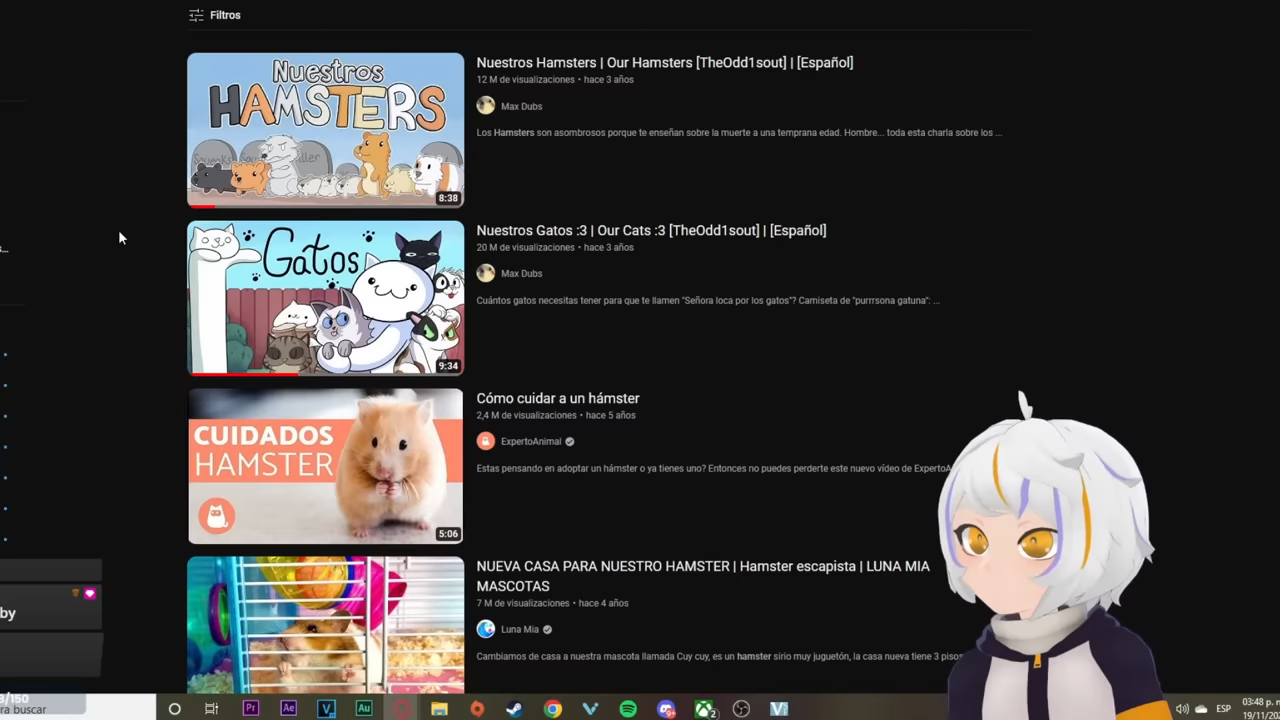 Filtros
Nuestros
HAMSTERS
8:38
Nuestros Hamsters | Our Hamsters [TheOdd1sout] | [Español]
12 M de visualizaciones • hace 3 años
Max Dubs
Los Hamsters son asombrosos porque te enseñan sobre la muerte a una temprana edad. Hombre... toda esta charla sobre los ...
Gatos
9:34
Nuestros Gatos :3 | Our Cats :3 [TheOdd1sout] | [Español]
20 M de visualizaciones • hace 3 años
Max Dubs
Cuántos gatos necesitas tener para que te llamen "Señora loca por los gatos"? Camiseta de "purrrsona gatuna": ...
CUIDADOS
HAMSTER
5:06
Cómo cuidar a un hámster
2,4 M de visualizaciones • hace 5 años
ExpertoAnimal
Estas pensando en adoptar un hámster o ya tienes uno? Entonces no puedes perderte este nuevo vídeo de ExpertoA
NUEVA CASA PARA NUESTRO HAMSTER | Hamster escapista | LUNA MIA
MASCOTAS
7 M de visualizaciones • hace 4 años
Luna Mia
Cambiamos de casa a nuestra mascota llamada Cuy cuy, es un hamster sirio muy juguetón, la casa nueva tiene 3 pisos
by
/150
ra buscar
Pr
Ae
V
Au
2
ESP
03:48 p.
19/11/